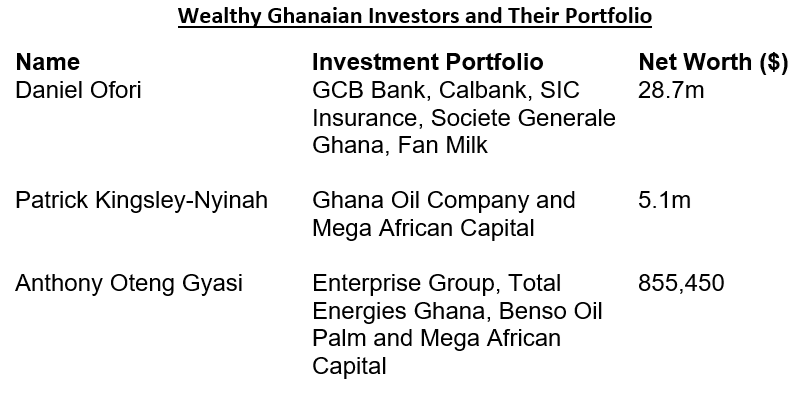 Wealthy Ghanaian Investors and Their Portfolio
Name Investment Portfolio Net Worth ($)
Daniel Ofori GCB Bank, Calbank, SIC 28.7m
Insurance, Societe Generale
Ghana, Fan Milk
Patrick Kingsley-Nyinah Ghana Oil Company and 5.1m
Mega African Capital
Anthony Oteng Gyasi Enterprise Group, Total 855,450
Energies Ghana, Benso Oil
Palm and Mega African
Capital